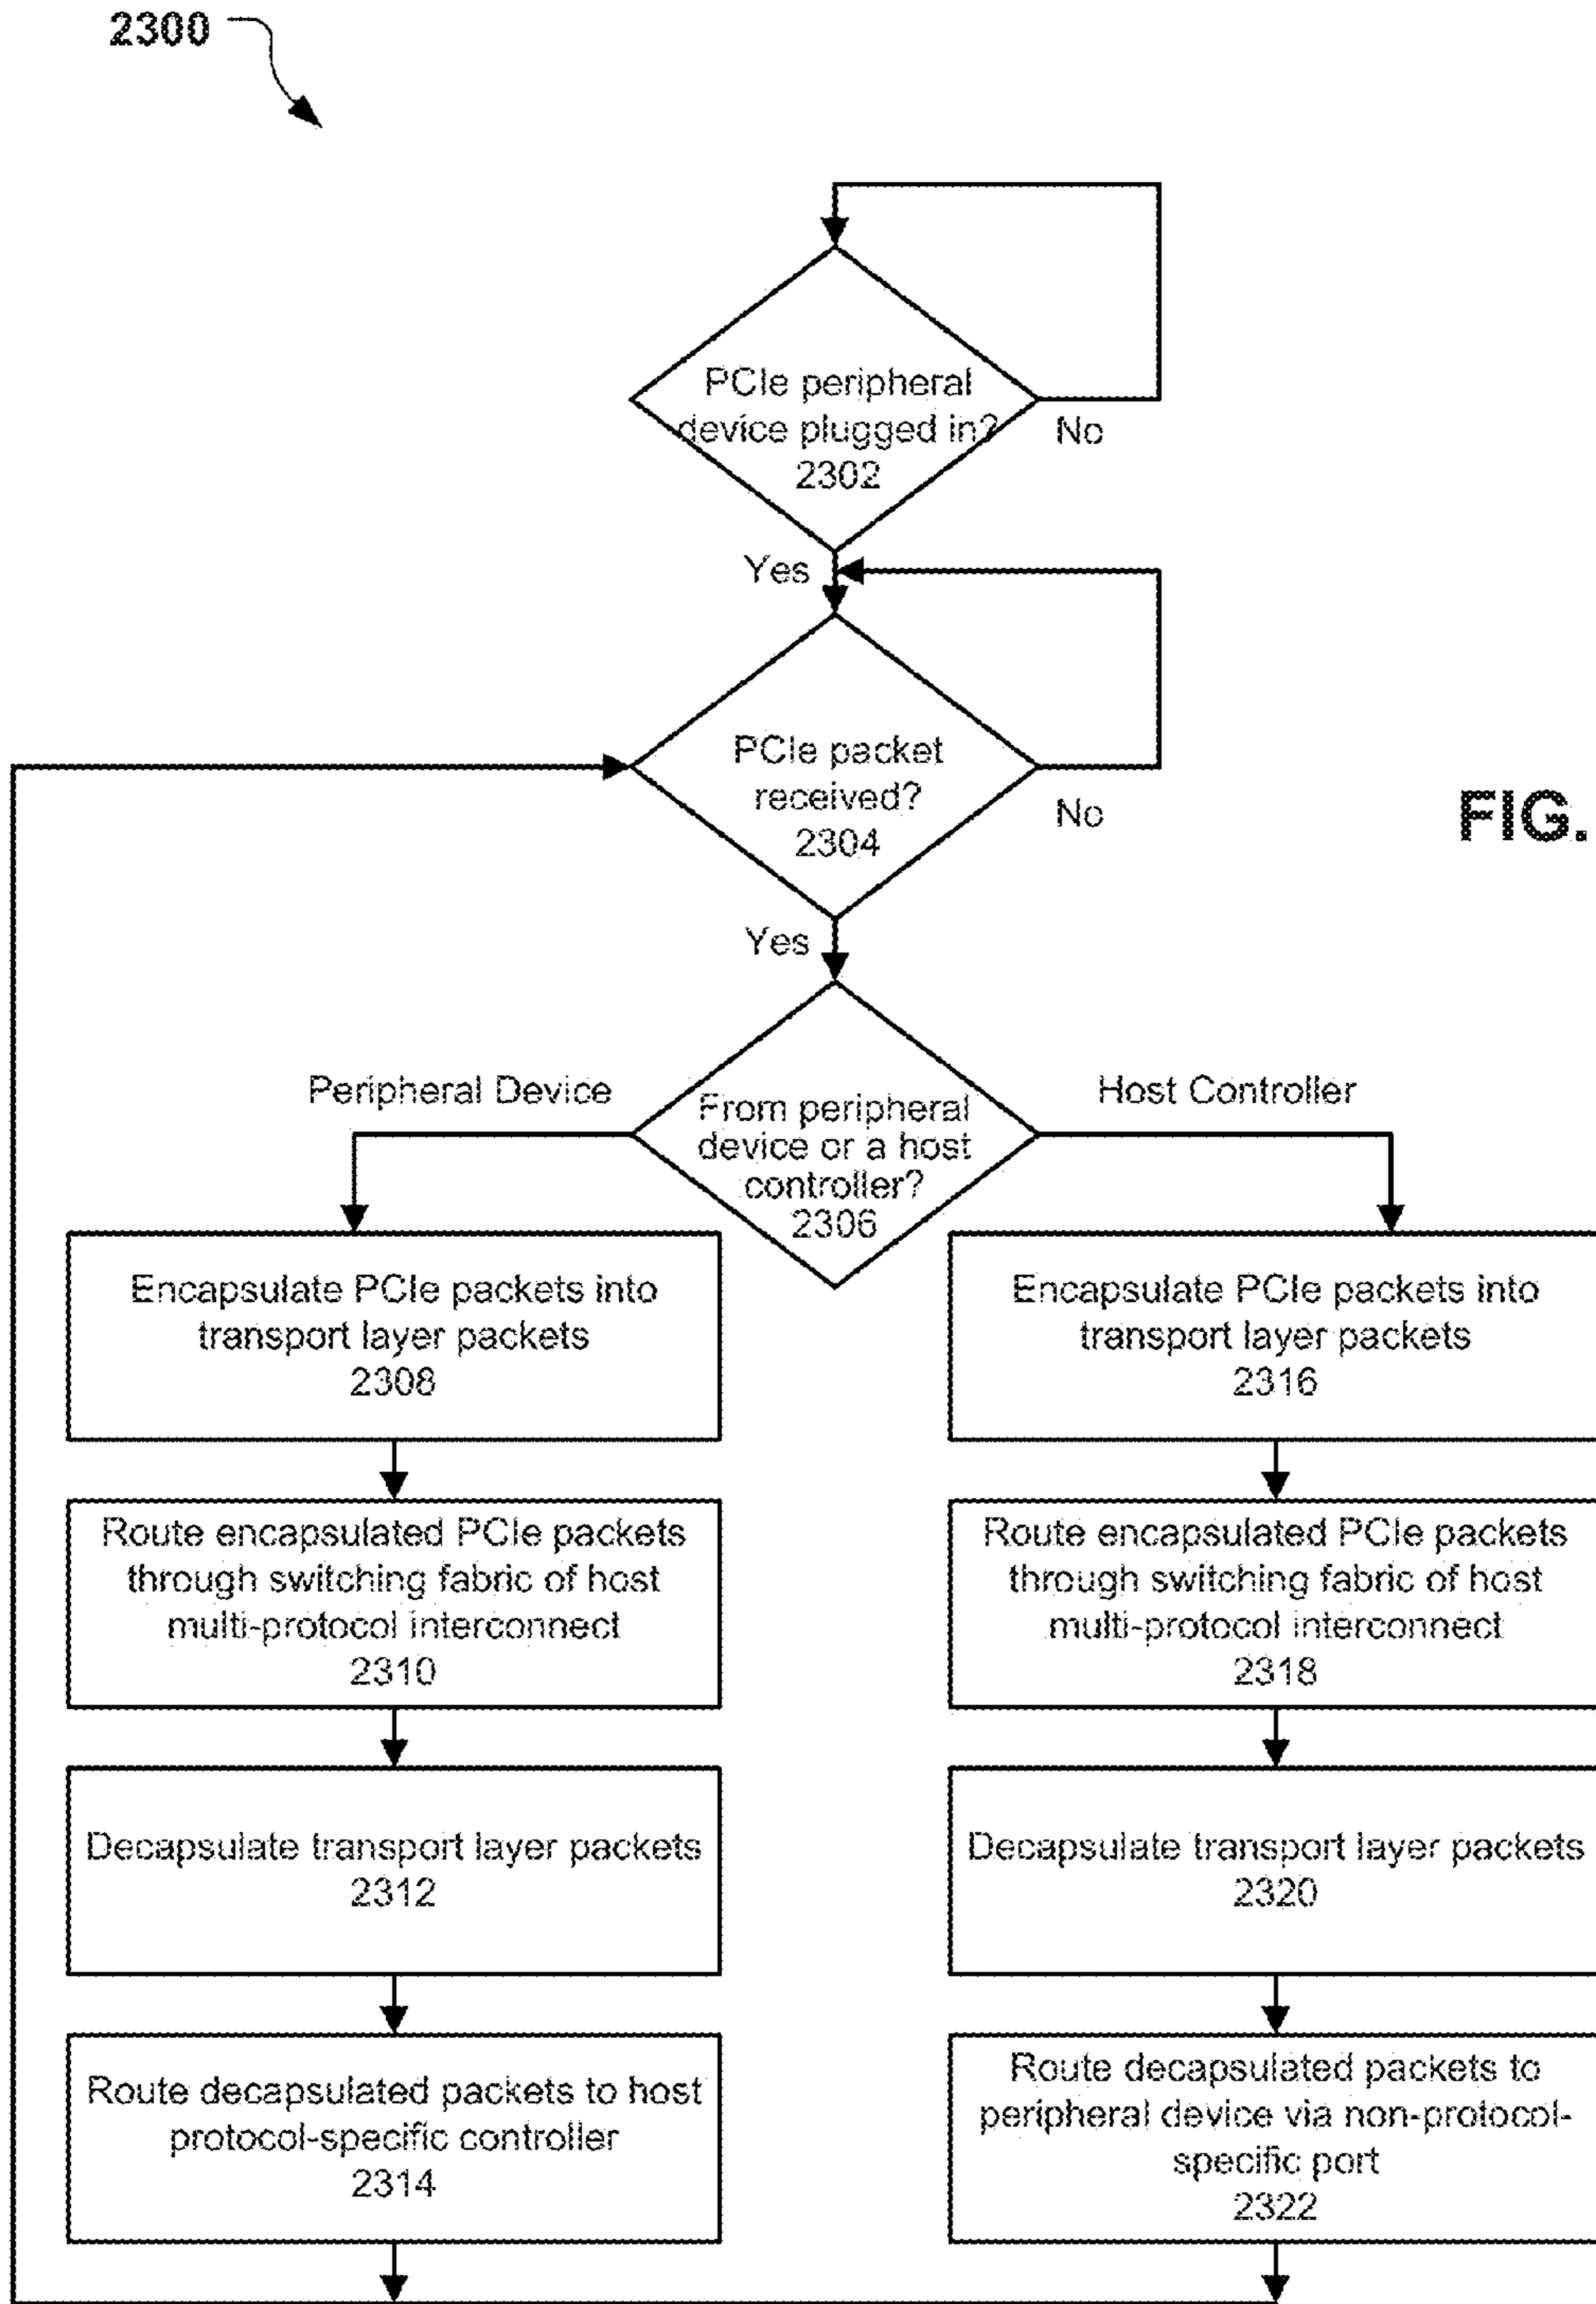 2300
PCIe peripheral
device plugged in?
2302
No
Yes
PCIe packet
received?
2304
No
FIG.
Yes
Peripheral Device
Host Controller
From peripheral
device or a host
controller?
2306
Encapsulate PCIe packets into
transport layer packets
2308
Encapsulate PCIe packets into
transport layer packets
2316
Route encapsulated PCIe packets
through switching fabric of host
multi-protocol interconnect
2310
Route encapsulated PCIe packets
through switching fabric of host
multi-protocol interconnect
2318
Decapsulate transport layer packets
2312
Decapsulate transport layer packets
2320
Route decapsulated packets to host
protocol-specific controller
2314
Route decapsulated packets to
peripheral device via non-protocol-
specific port
2322